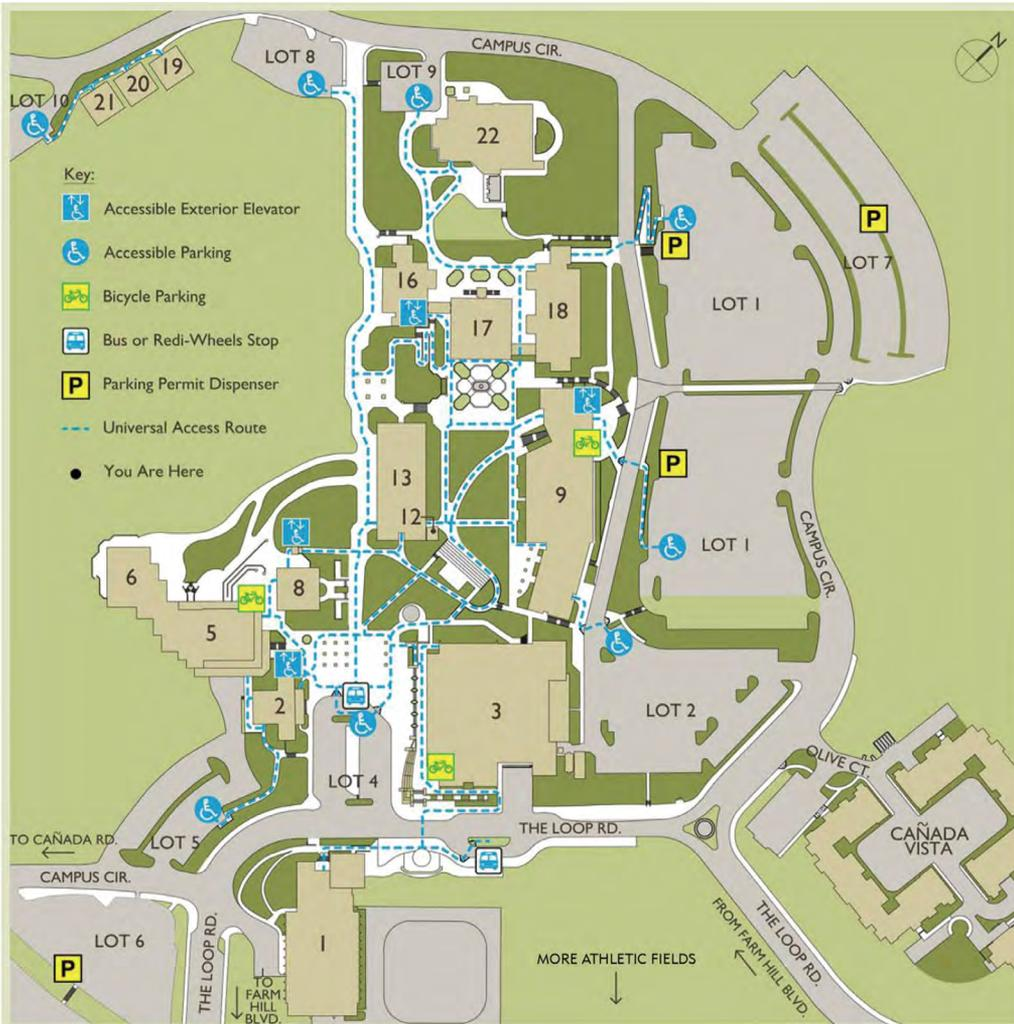 CAMPUS CIR.
N
LOT 8
LOT 9
19
20
21
LOT 10
22
Key:
Accessible Exterior Elevator
Accessible Parking
Bicycle Parking
Bus or Redi-Wheels Stop
P Parking Permit Dispenser
Universal Access Route
You Are Here
P
P
LOT 7
LOT 1
16
17
18
P
13
12
9
LOT 1
CAMPUS CIR.
6
5
8
2
3
LOT 2
LOT 4
OLIVE CT.
LOT 5
THE LOOP RD.
TO CAÑADA RD.
CAMPUS CIR.
CAÑADA
VISTA
LOT 6
P
THE LOOP RD.
TO
FARM
HILL
BLVD.
1
MORE ATHLETIC FIELDS
FROM FARM HILL BLVD.
THE LOOP RD.